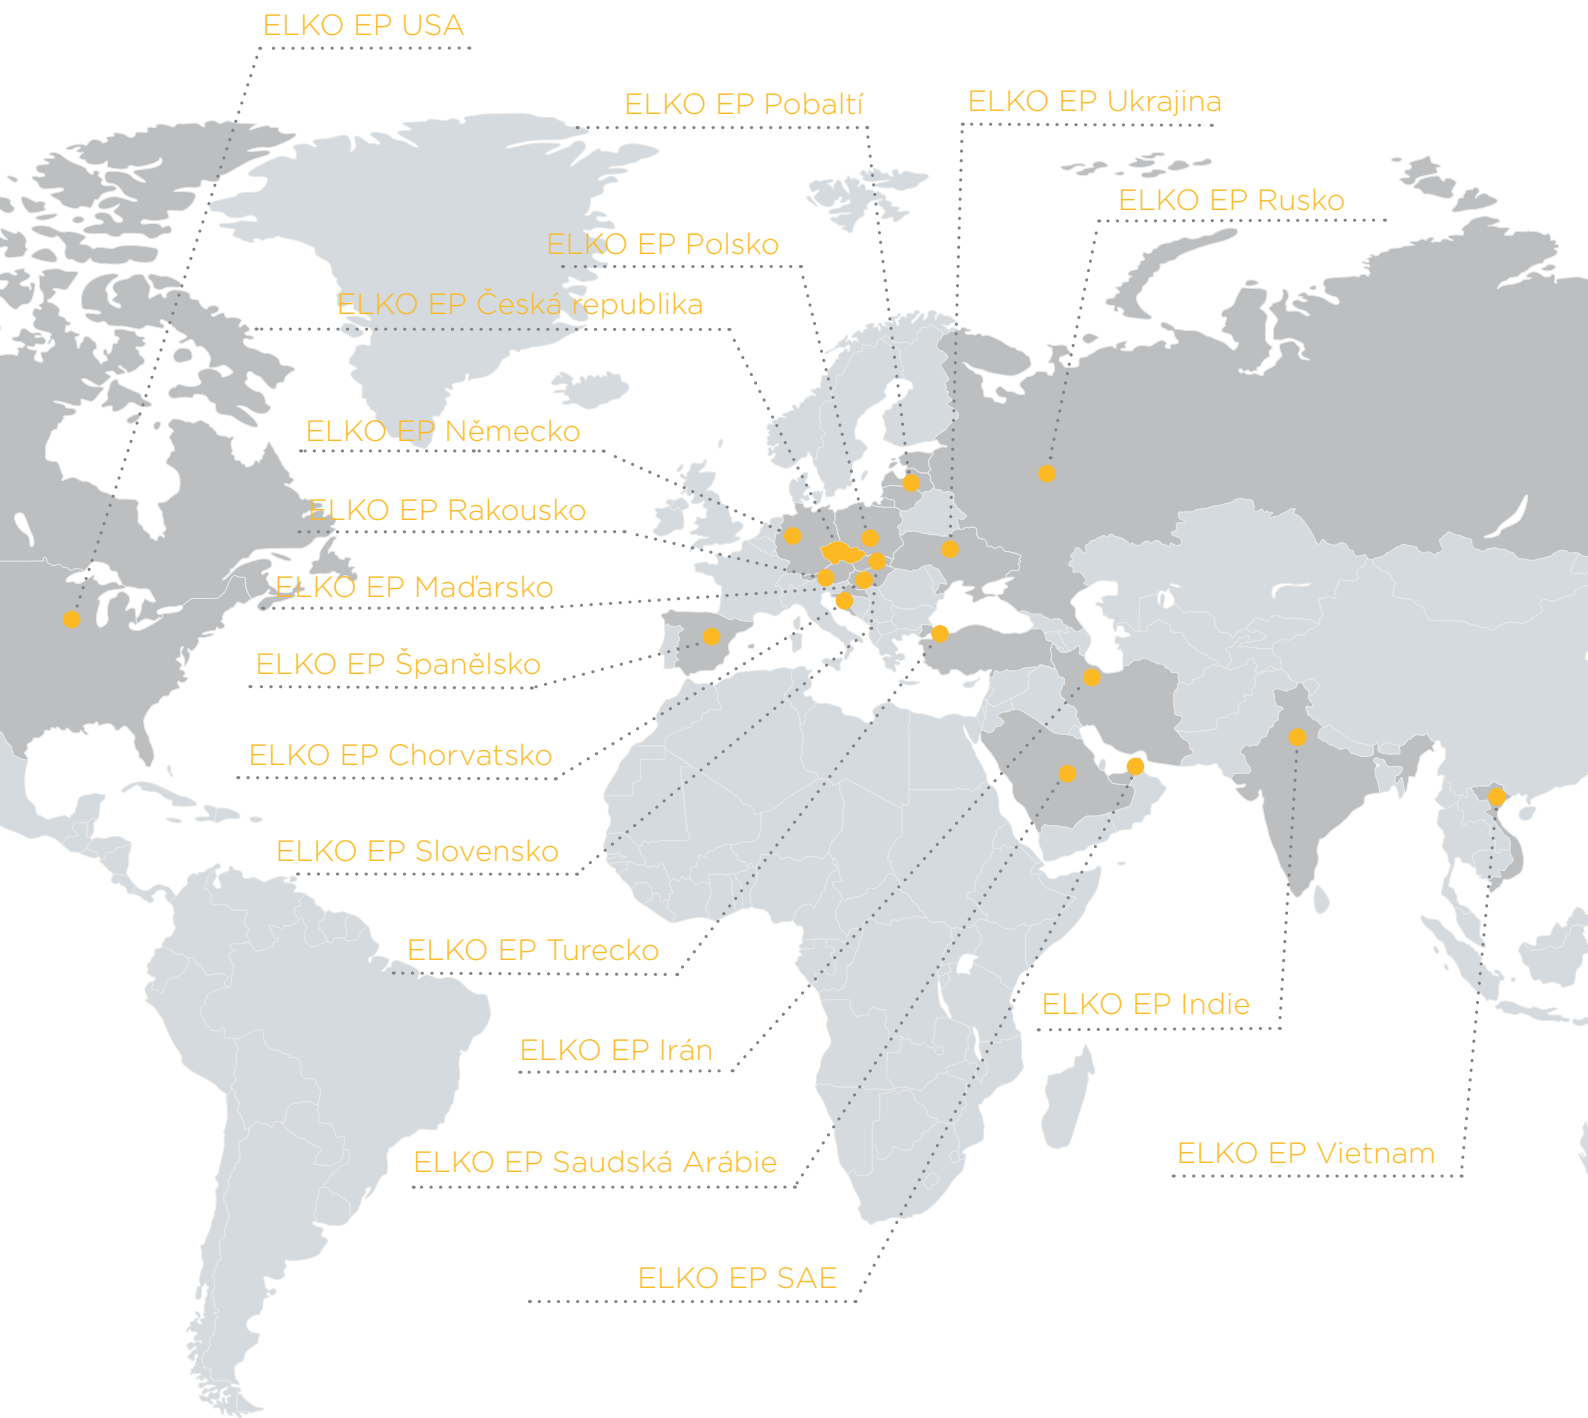 ELKO EP USA
ELKO EP Pobaltí
ELKO EP Ukrajina
ELKO EP Rusko
ELKO EP Polsko
ELKO EP Česká republika
ELKO EP Německo
ELKO EP Rakousko
ELKO EP Maďarsko
ELKO EP Španělsko
ELKO EP Chorvatsko
ELKO EP Slovensko
ELKO EP Turecko
ELKO EP Indie
ELKO EP Irán
ELKO EP Vietnam
ELKO EP Saudská Arábie
ELKO EP SAE